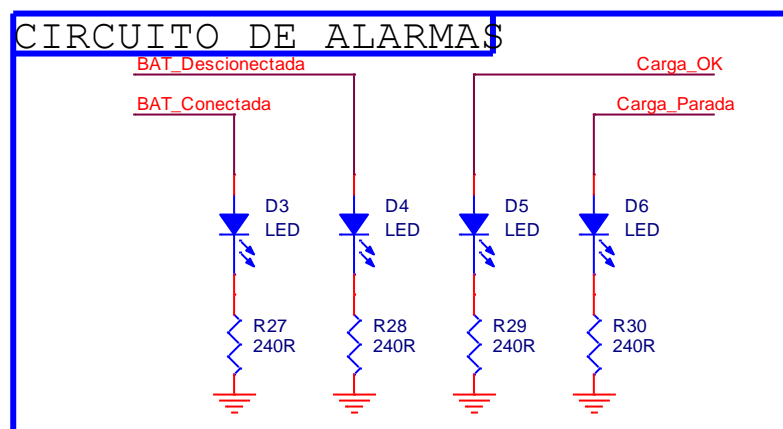 CIRCUITO DE ALARMAS
BAT_Descionectada
Carga_OK
BAT_Conectada
Carga_Parada
D3
LED
D4
LED
D5
LED
D6
LED
R27
240R
R28
240R
R29
240R
R30
240R